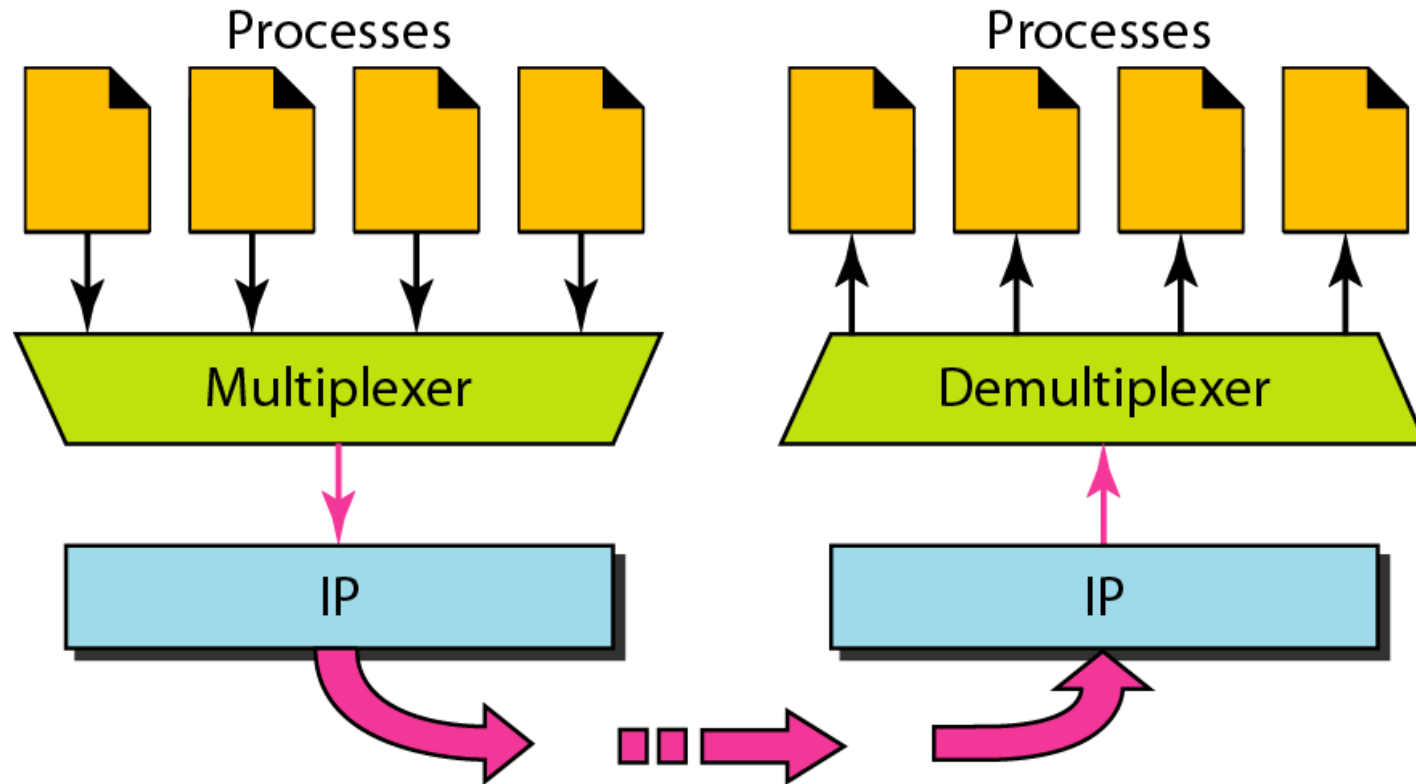 Processes
Processes
Multiplexer
Demultiplexer
IP
IP